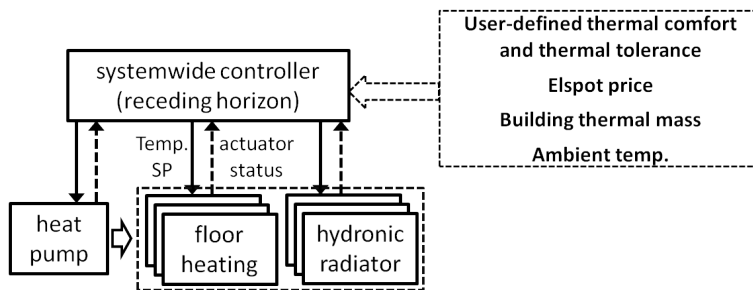 User-defined thermal comfort
and thermal tolerance
Elspot price
Building thermal mass
Ambient temp.
systemwide controller
(receding horizon)
Temp.
SP
actuator
status
heat
pump
floor
heating
hydronic
radiator